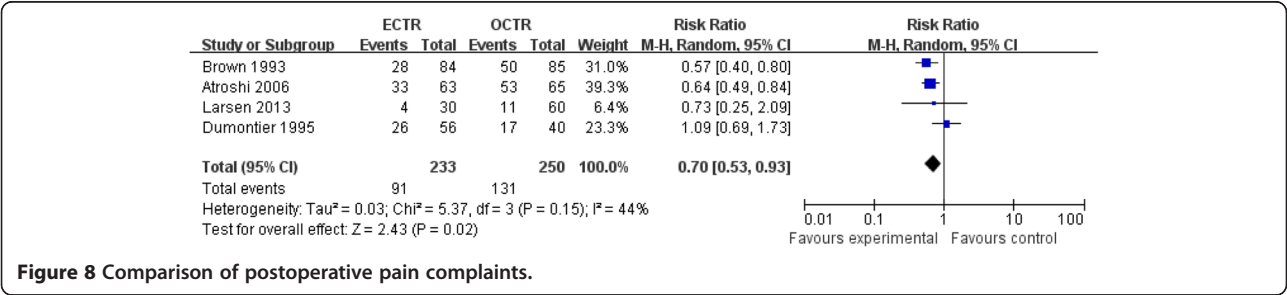 ECTR OCTR Risk Ratio Risk Ratio
Study or Subgroup Events Total Events Total Weight M-H, Random, 95% CI M-H, Random, 95% CI
Brown 1993 28 84 50 85 31.0% 0.57 [0.40, 0.80]
Atroshi 2006 33 63 53 65 39.3% 0.64 [0.49, 0.84]
Larsen 2013 4 30 11 60 6.4% 0.73 [0.25, 2.09]
Dumontier 1995 26 56 17 40 23.3% 1.09 [0.69, 1.73]
Total (95% CI) 233 250 100.0% 0.70 [0.53, 0.93]
Total events 91 131
Heterogeneity: Tau² = 0.03; Chi² = 5.37, df = 3 (P = 0.15); I² = 44%
Test for overall effect: Z = 2.43 (P = 0.02)
0.01 0.1 1 10 100
Favours experimental Favours control
Figure 8 Comparison of postoperative pain complaints.